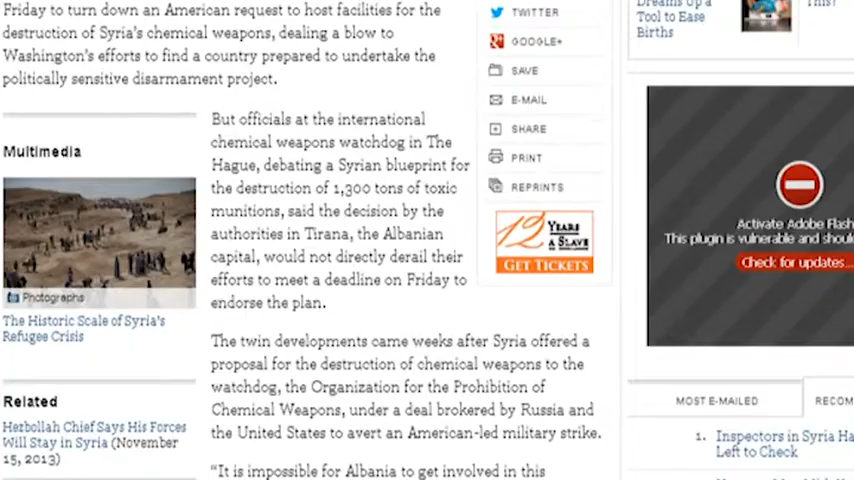 Friday to turn down an American request to host facilities for the
destruction of Syria's chemical weapons, dealing a blow to
Washington's efforts to find a country prepared to undertake the
politically sensitive disarmament project.
Multimedia
Photographs
The Historic Scale of Syria's
Refugee Crisis
Related
Hezbollah Chief Says His Forces
Will Stay in Syria (November
15, 2013)
But officials at the international
chemical weapons watchdog in The
Hague, debating a Syrian blueprint for
the destruction of 1,300 tons of toxic
munitions, said the decision by the
authorities in Tirana, the Albanian
capital, would not directly derail their
efforts to meet a deadline on Friday to
endorse the plan.
The twin developments came weeks after Syria offered a
proposal for the destruction of chemical weapons to the
watchdog, the Organization for the Prohibition of
Chemical Weapons, under a deal brokered by Russia and
the United States to avert an American-led military strike.
“It is impossible for Albania to get involved in this
TWITTER
GOOGLE+
SAVE
E-MAIL
SHARE
PRINT
REPRINTS
12 YEARS
A SLAVE
GET TICKETS
Dreams Up a
Tool to Ease
Births
This?
Activate Adobe Flash
This plugin is vulnerable and shou
Check for updates...
MOST E-MAILED
RECOM
1. Inspectors in Syria Ha
Left to Check